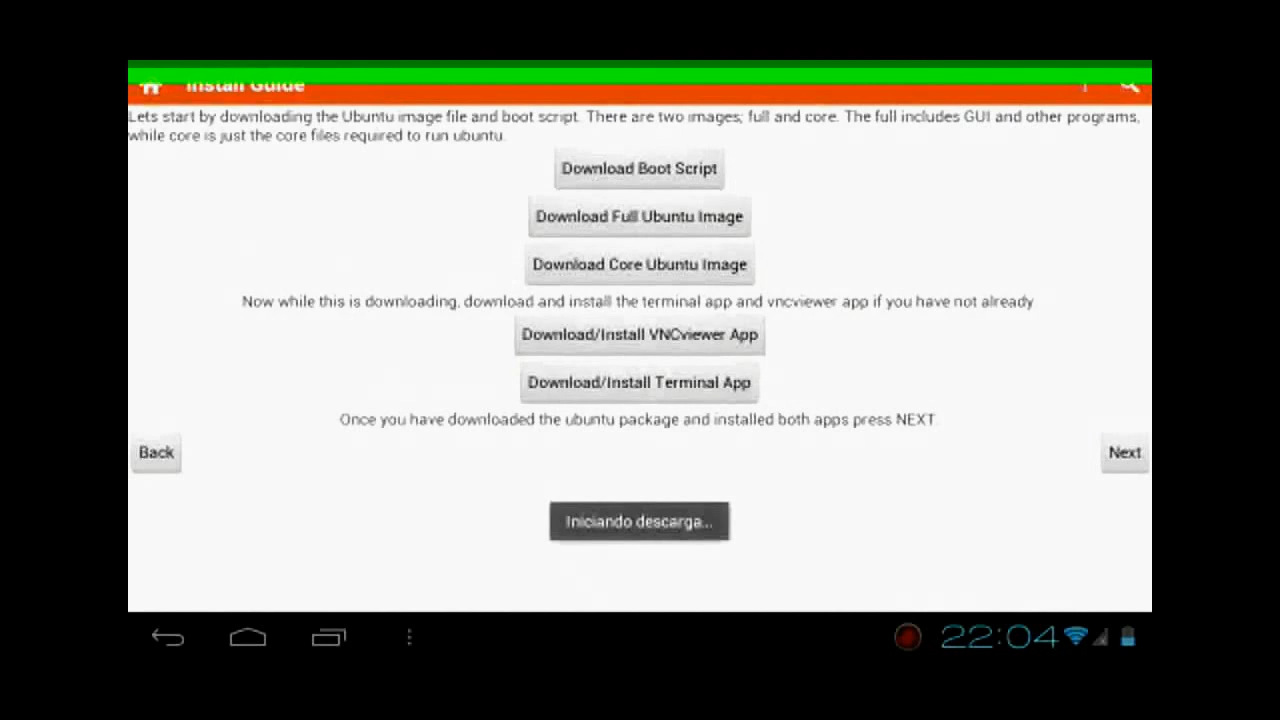 Install Guide
Lets start by downloading the Ubuntu image file and boot script. There are two images; full and core. The full includes GUI and other programs,
while core is just the core files required to run ubuntu.
Download Boot Script
Download Full Ubuntu Image
Download Core Ubuntu Image
Now while this is downloading, download and install the terminal app and vncviewer app if you have not already
Download/Install VNCviewer App
Download/Install Terminal App
Once you have downloaded the ubuntu package and installed both apps press NEXT.
Back
Next
Iniciando descarga...
22:04